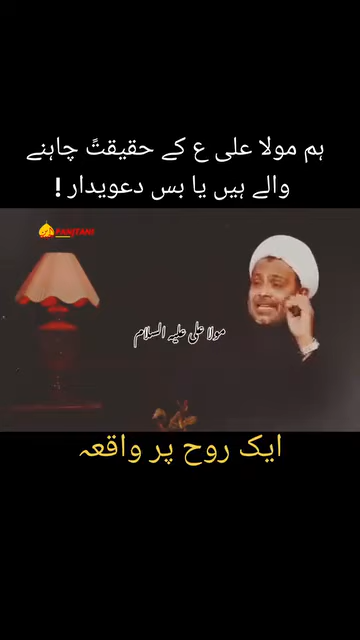 ہم مولا علی ع کے حقیقتً چاہنے
والے ہیں یا بس دعویدار !
PANJTANI
مولا علی علیہ السلام
ایک روح پر واقعہ